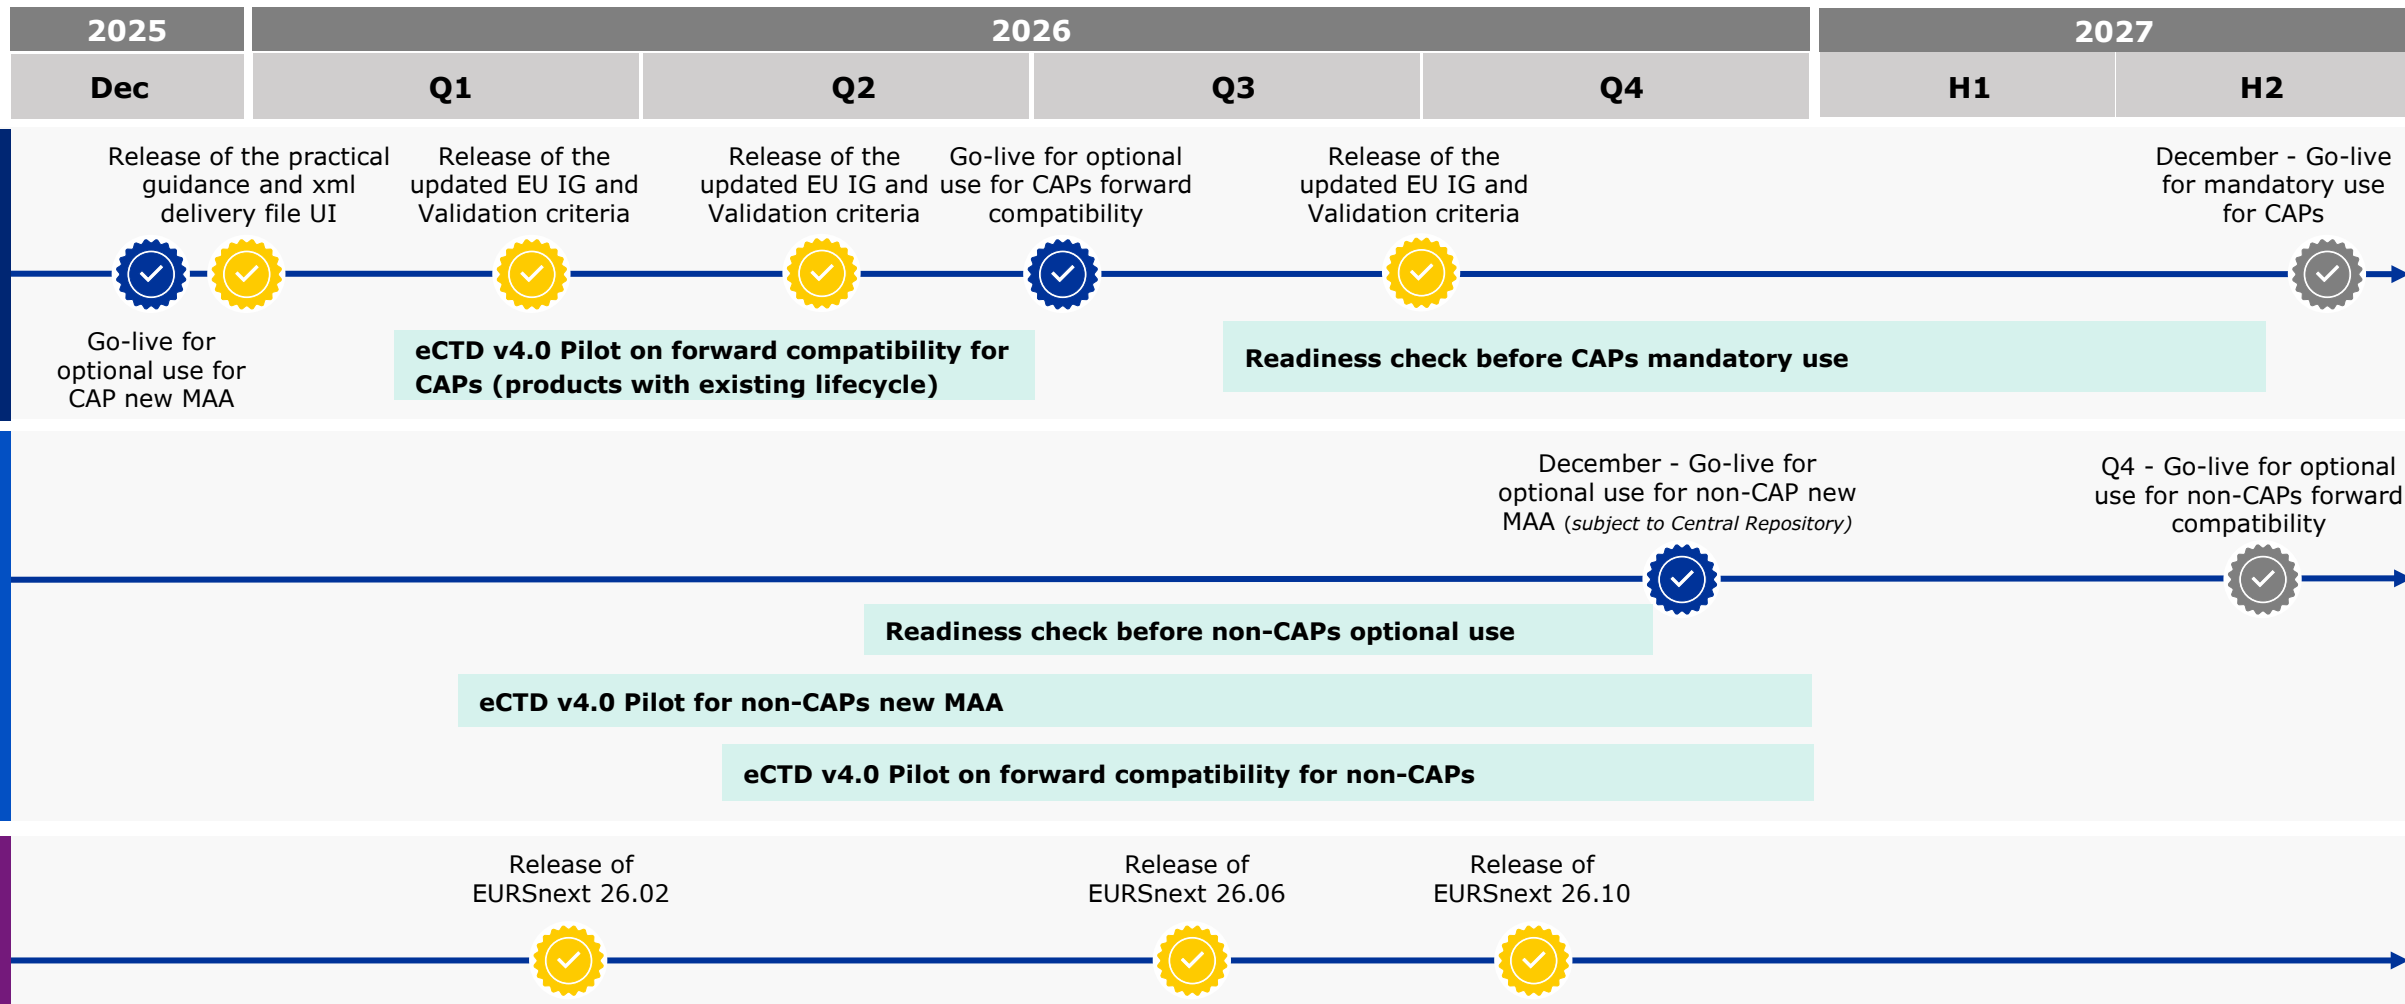 2025
2026
2027
Dec
Q1
Q2
Q3
Q4
H1
H2
Release of the practical
guidance and xml
delivery file UI
Release of the
updated EU IG and
Validation criteria
Release of the
updated EU IG and
Validation criteria
Go-live for optional
use for CAPs forward
compatibility
Release of the
updated EU IG and
Validation criteria
December - Go-live
for mandatory use
for CAPs
Go-live for
optional use for
CAP new MAA
eCTD v4.0 Pilot on forward compatibility for
CAPs (products with existing lifecycle)
Readiness check before CAPs mandatory use
December - Go-live for
optional use for non-CAP new
MAA (subject to Central Repository)
Q4 - Go-live for optional
use for non-CAPs forward
compatibility
Readiness check before non-CAPs optional use
eCTD v4.0 Pilot for non-CAPs new MAA
eCTD v4.0 Pilot on forward compatibility for non-CAPs
Release of
EURSnext 26.02
Release of
EURSnext 26.06
Release of
EURSnext 26.10